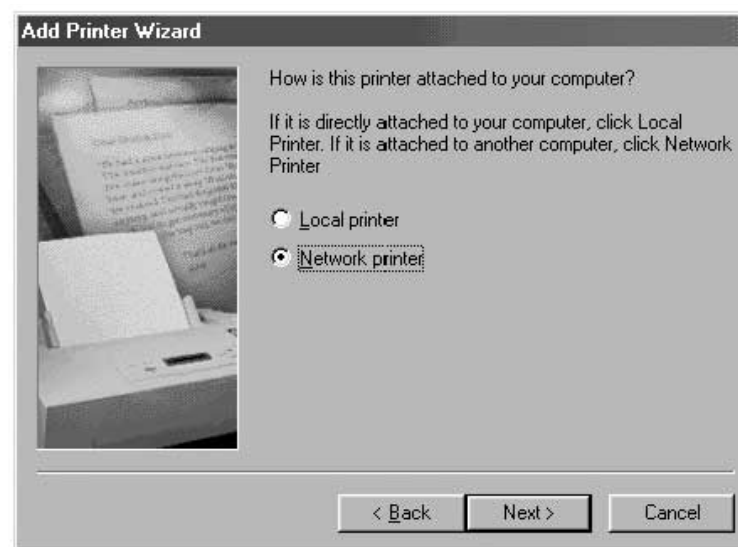 Add Printer Wizard
How is this printer attached to your computer?
If it is directly attached to your computer, click Local
Printer. If it is attached to another computer, click Network
Printer
Local printer
Network printer
< Back
Next >
Cancel